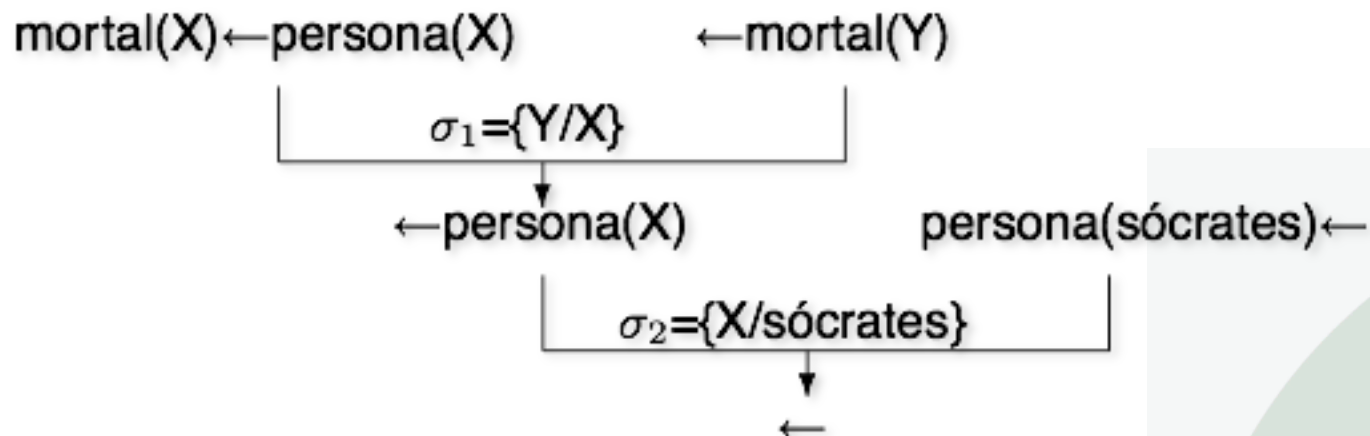 mortal(X)←persona(X) ←mortal(Y)
σ₁={Y/X}
←persona(X) persona(sócrates)←
σ₂={X/sócrates}
←